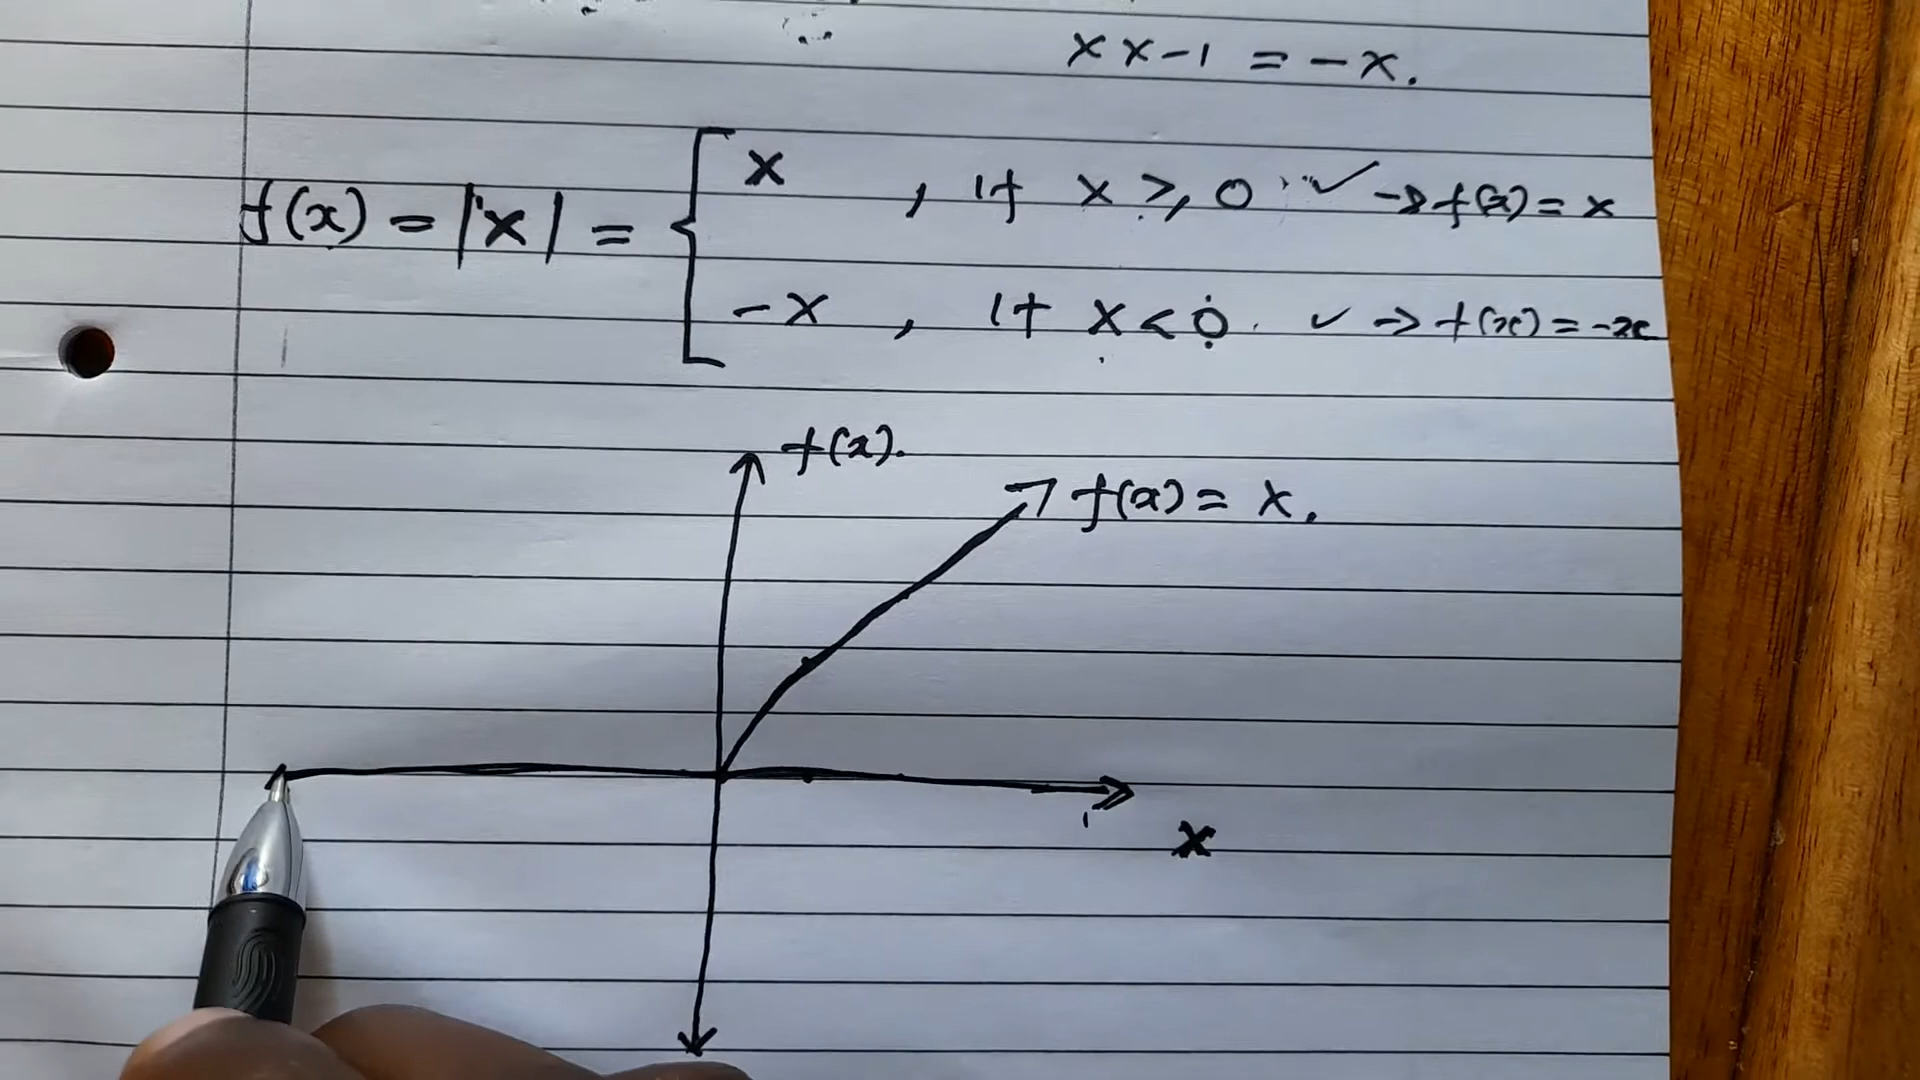 x x -1 = -x.
f(x) = |x| = { x , if x ≥ 0 ✓ → f(x) = x
-x , if x < 0. ✓ → f(x) = -x
f(x).
f(x) = x.
x